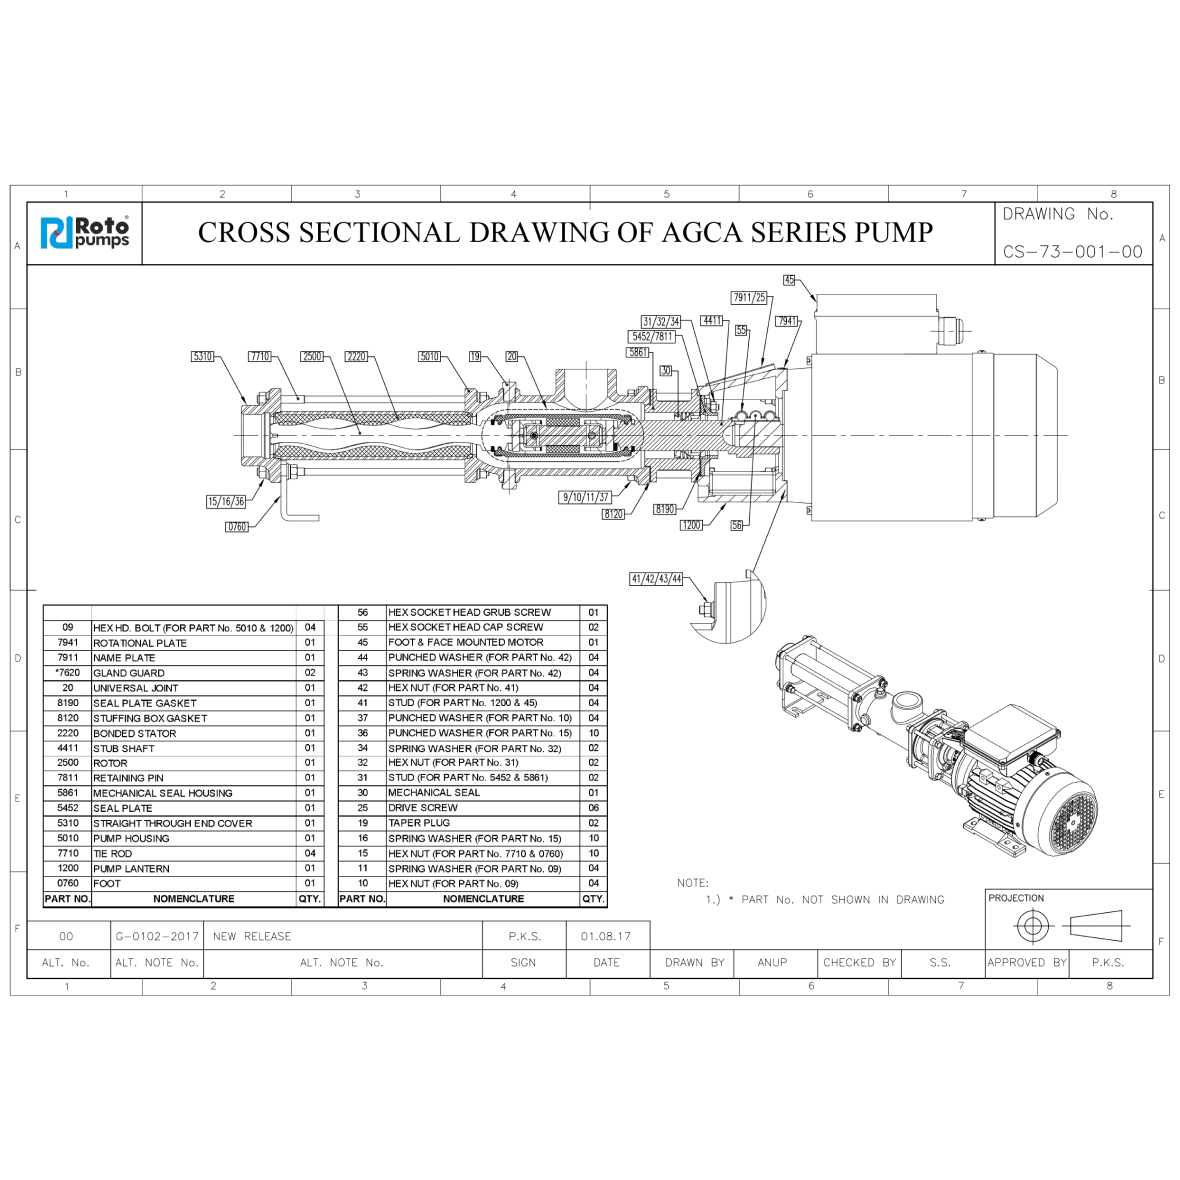 1 2 3 4 5 6 7 8
Roto®
pumps
CROSS SECTIONAL DRAWING OF AGCA SERIES PUMP
DRAWING No.
CS-73-001-00
A A
B B
C C
D D
E E
F F
45
7911/25
31/32/34
4411
55
7941
5452/7811
5861
30
5310
7710
2500
2220
5010
19
20
15/16/36
0760
9/10/11/37
8120
8190
1200
56
41/42/43/44
56 HEX SOCKET HEAD GRUB SCREW 01
09 HEX HD. BOLT (FOR PART No. 5010 & 1200) 04 55 HEX SOCKET HEAD CAP SCREW 02
7941 ROTATIONAL PLATE 01 45 FOOT & FACE MOUNTED MOTOR 01
7911 NAME PLATE 01 44 PUNCHED WASHER (FOR PART No. 42) 04
*7620 GLAND GUARD 02 43 SPRING WASHER (FOR PART No. 42) 04
20 UNIVERSAL JOINT 01 42 HEX NUT (FOR PART No. 41) 04
8190 SEAL PLATE GASKET 01 41 STUD (FOR PART No. 1200 & 45) 04
8120 STUFFING BOX GASKET 01 37 PUNCHED WASHER (FOR PART No. 10) 04
2220 BONDED STATOR 01 36 PUNCHED WASHER (FOR PART No. 15) 10
4411 STUB SHAFT 01 34 SPRING WASHER (FOR PART No. 32) 02
2500 ROTOR 01 32 HEX NUT (FOR PART No. 31) 02
7811 RETAINING PIN 01 31 STUD (FOR PART No. 5452 & 5861) 02
5861 MECHANICAL SEAL HOUSING 01 30 MECHANICAL SEAL 01
5452 SEAL PLATE 01 25 DRIVE SCREW 06
5310 STRAIGHT THROUGH END COVER 01 19 TAPER PLUG 02
5010 PUMP HOUSING 01 16 SPRING WASHER (FOR PART No. 15) 10
7710 TIE ROD 04 15 HEX NUT (FOR PART No. 7710 & 0760) 10
1200 PUMP LANTERN 01 11 SPRING WASHER (FOR PART No. 09) 04
0760 FOOT 01 10 HEX NUT (FOR PART No. 09) 04
PART NO. NOMENCLATURE QTY. PART NO. NOMENCLATURE QTY.
NOTE:
1.) * PART No. NOT SHOWN IN DRAWING
PROJECTION
00 G-0102-2017 NEW RELEASE P.K.S. 01.08.17
ALT. No. ALT. NOTE No. ALT. NOTE No. SIGN DATE DRAWN BY ANUP CHECKED BY S.S. APPROVED BY P.K.S.
1 2 3 4 5 6 7 8